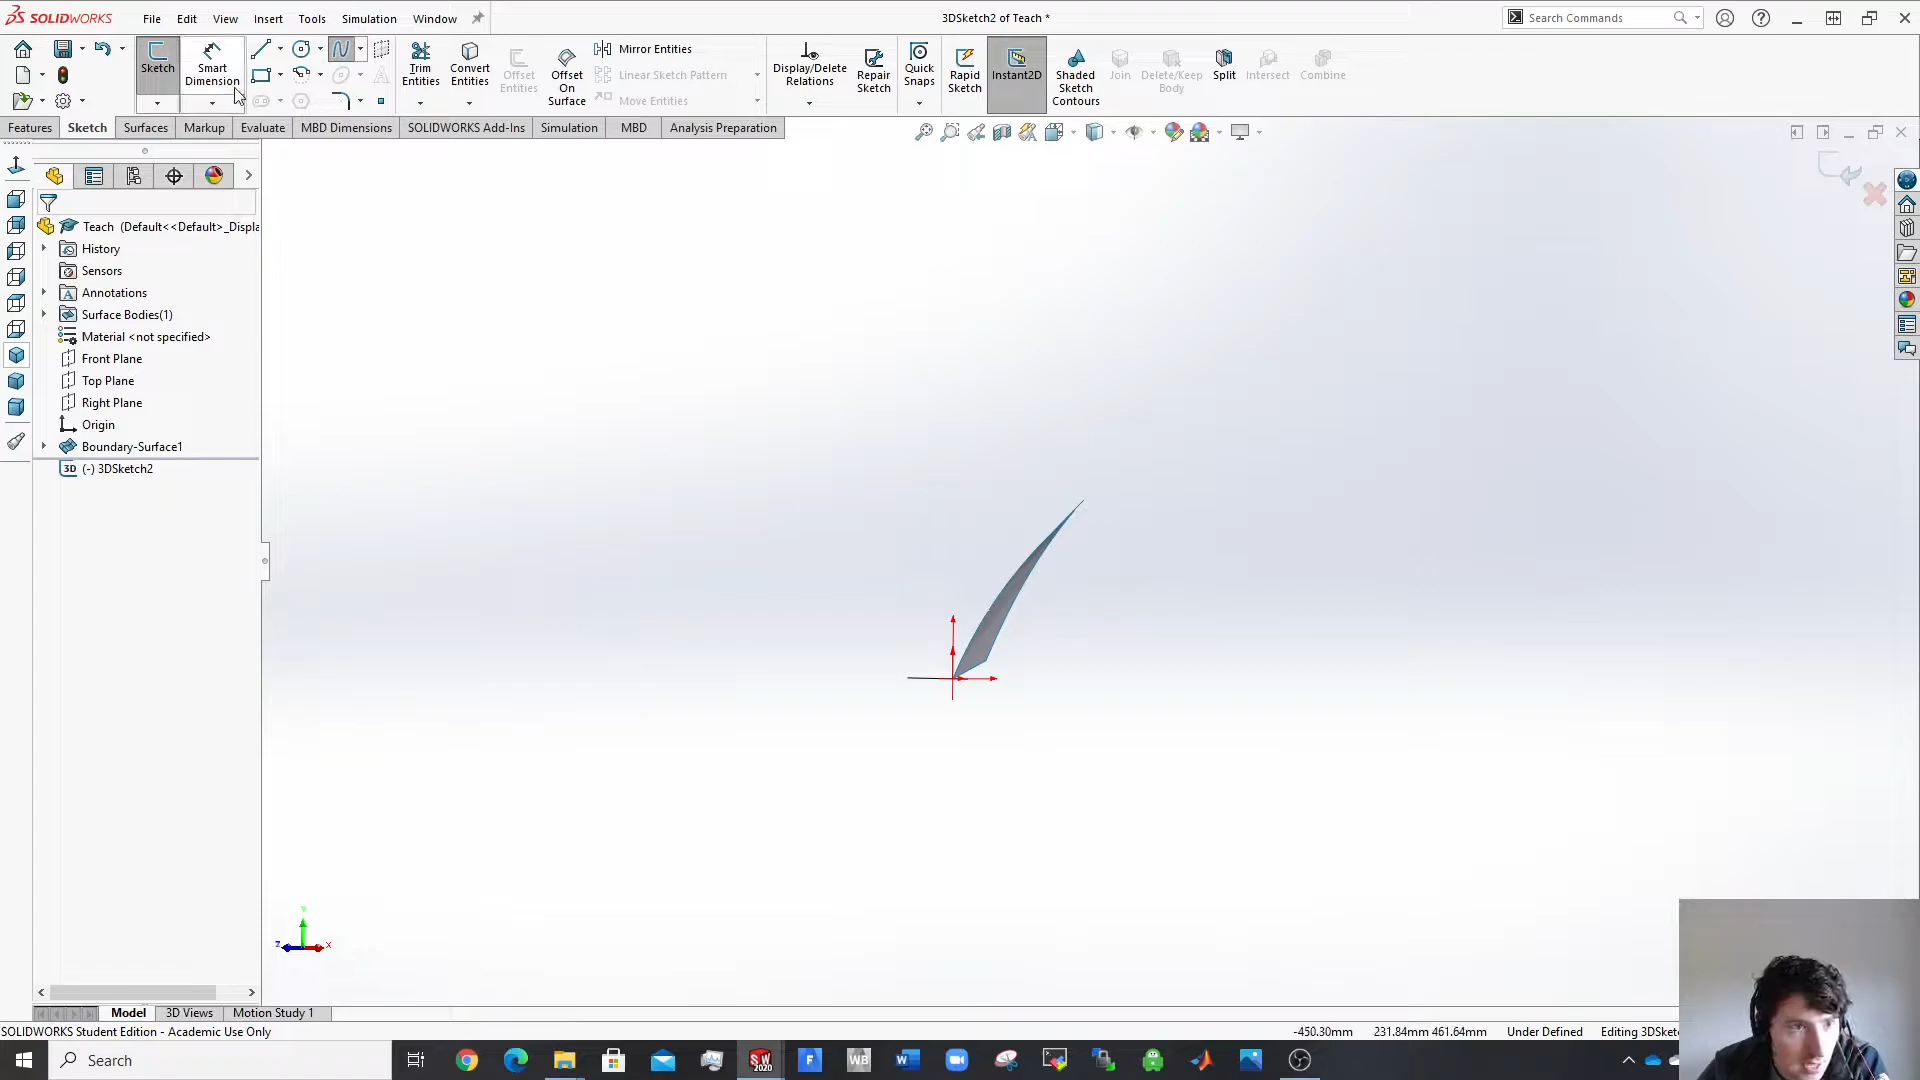 SOLIDWORKS File Edit View Insert Tools Simulation Window 3DSketch2 of Teach * Search Commands
Sketch Smart Dimension
Trim Entities Convert Entities Offset Entities Offset On Surface
Mirror Entities
Linear Sketch Pattern
Move Entities
Display/Delete Relations Repair Sketch Quick Snaps Rapid Sketch Instant2D Shaded Sketch Contours Join Delete/Keep Body Split Intersect Combine
Features Sketch Surfaces Markup Evaluate MBD Dimensions SOLIDWORKS Add-Ins Simulation MBD Analysis Preparation
Teach (Default<<Default>_Displa
History
Sensors
Annotations
Surface Bodies(1)
Material <not specified>
Front Plane
Top Plane
Right Plane
Origin
Boundary-Surface1
3D (-) 3DSketch2
Y
Z X
Model 3D Views Motion Study 1
SOLIDWORKS Student Edition - Academic Use Only -450.30mm 231.84mm 461.64mm Under Defined Editing 3DSketc
Search SW 2020 F WB W